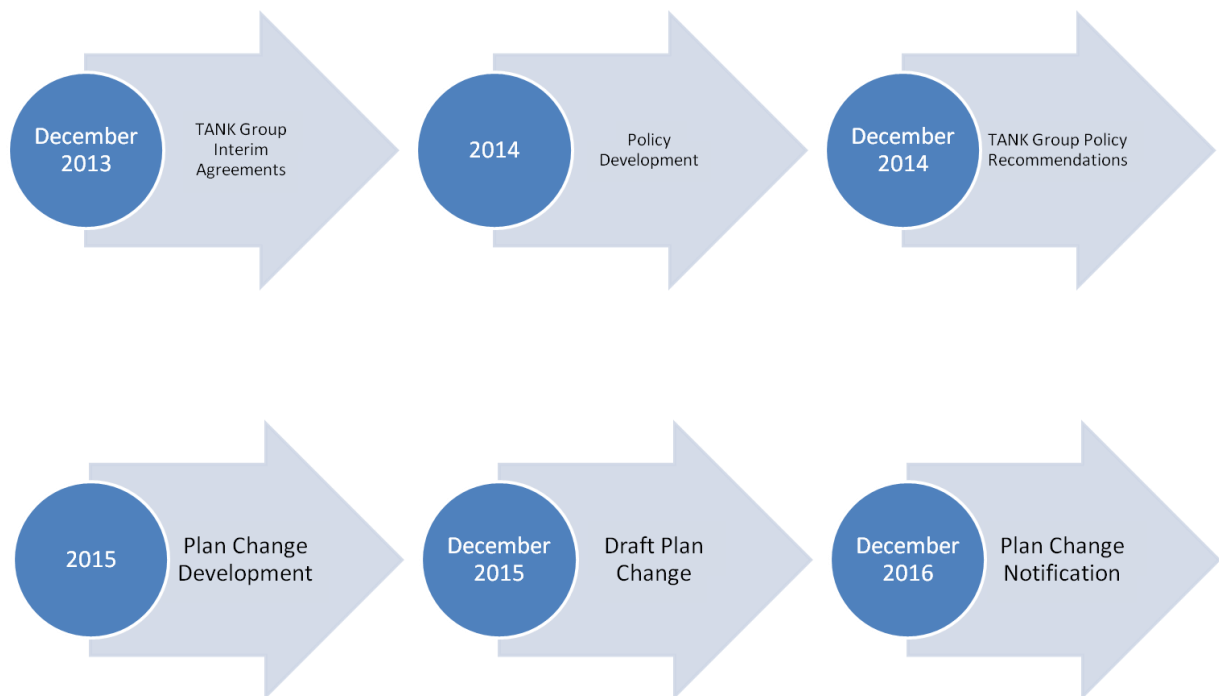 December
2013
TANK Group
Interim
Agreements
2014
Policy
Development
December
2014
TANK Group Policy
Recommendations
2015
Plan Change
Development
December
2015
Draft Plan
Change
December
2016
Plan Change
Notification